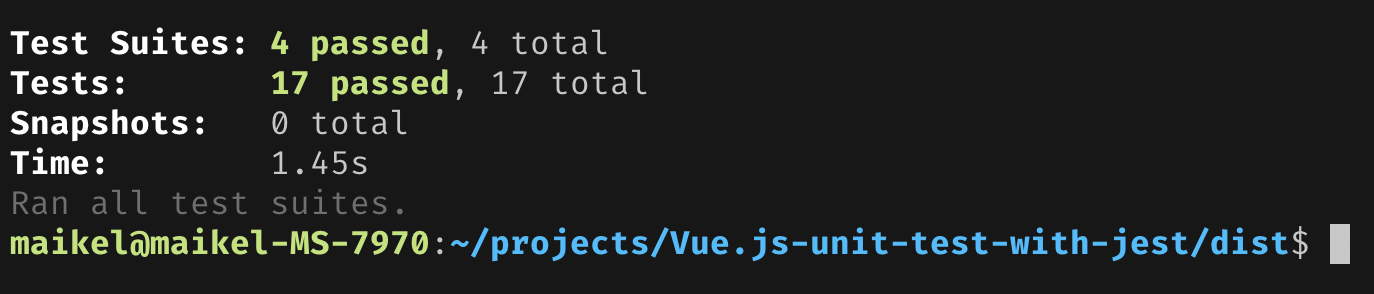 Test Suites: 4 passed, 4 total
Tests:       17 passed, 17 total
Snapshots:   0 total
Time:        1.45s
Ran all test suites.
maikel@maikel-MS-7970:~/projects/Vue.js-unit-test-with-jest/dist$